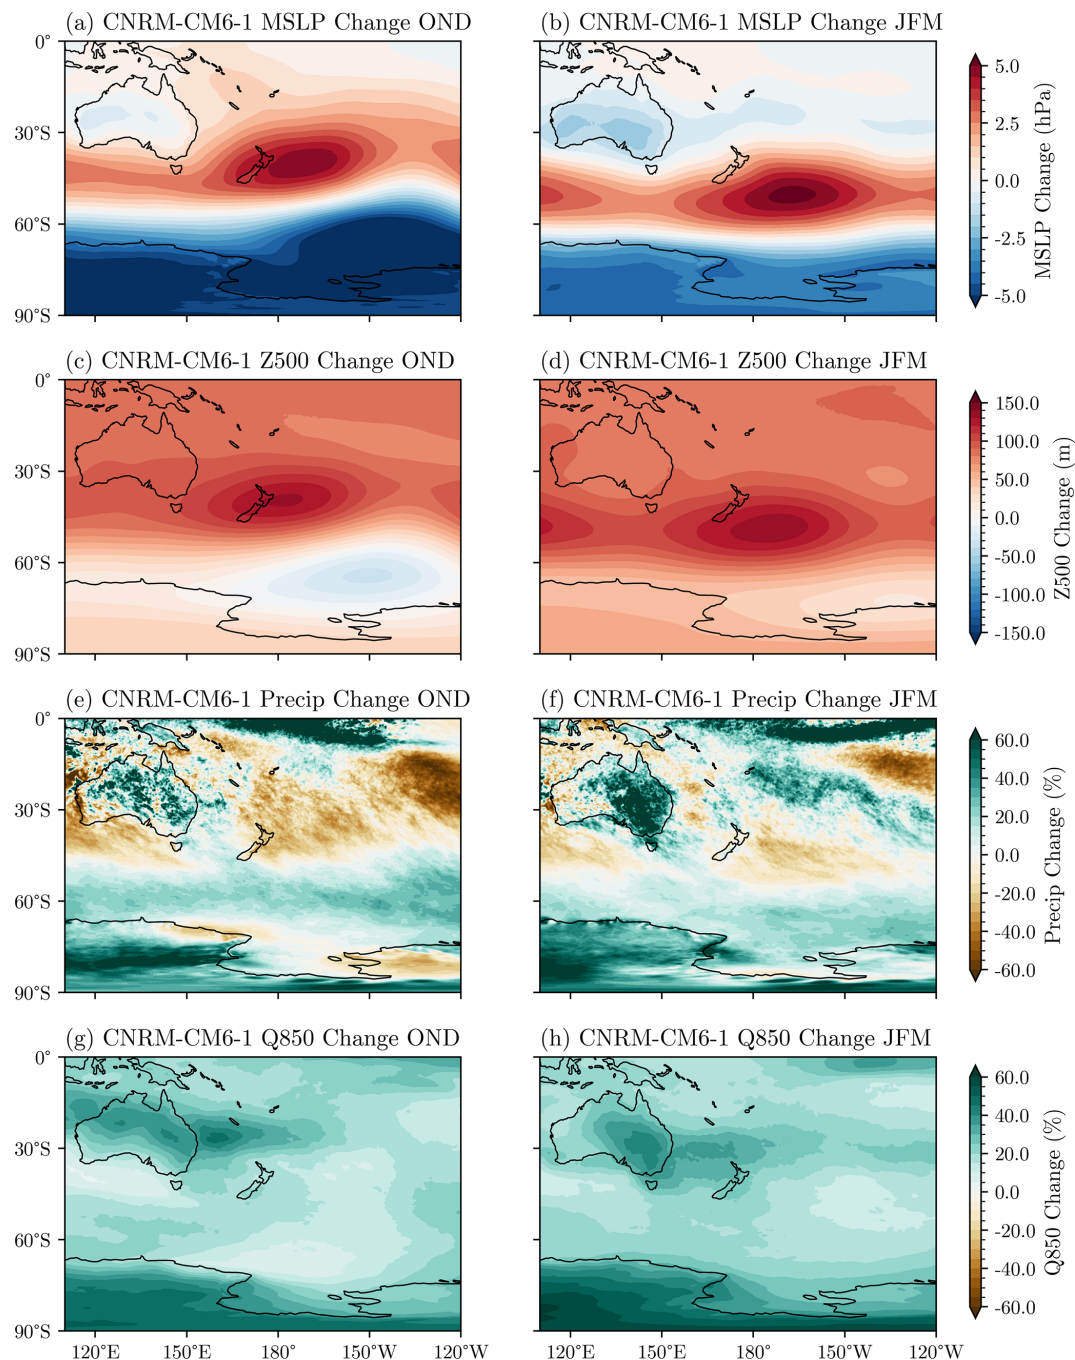 (a) CNRM-CM6-1 MSLP Change OND
(b) CNRM-CM6-1 MSLP Change JFM
0°
30°S
60°S
90°S
5.0
2.5
0.0
-2.5
-5.0
MSLP Change (hPa)
(c) CNRM-CM6-1 Z500 Change OND
(d) CNRM-CM6-1 Z500 Change JFM
0°
30°S
60°S
90°S
150.0
100.0
50.0
0.0
-50.0
-100.0
-150.0
Z500 Change (m)
(e) CNRM-CM6-1 Precip Change OND
(f) CNRM-CM6-1 Precip Change JFM
0°
30°S
60°S
90°S
60.0
40.0
20.0
0.0
-20.0
-40.0
-60.0
Precip Change (%)
(g) CNRM-CM6-1 Q850 Change OND
(h) CNRM-CM6-1 Q850 Change JFM
0°
30°S
60°S
90°S
60.0
40.0
20.0
0.0
-20.0
-40.0
-60.0
Q850 Change (%)
120°E 150°E 180° 150°W 120°W
120°E 150°E 180° 150°W 120°W